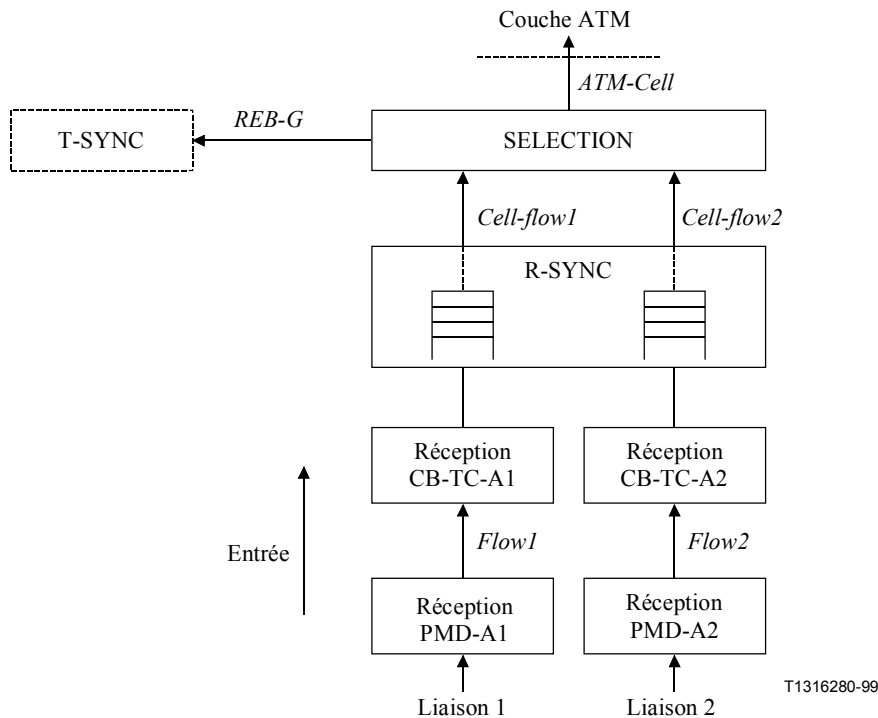 Couche ATM
ATM-Cell
REB-G
T-SYNC
SELECTION
Cell-flow1
Cell-flow2
R-SYNC
Réception
CB-TC-A1
Réception
CB-TC-A2
Entrée
Flow1
Flow2
Réception
PMD-A1
Réception
PMD-A2
Liaison 1
Liaison 2
T1316280-99